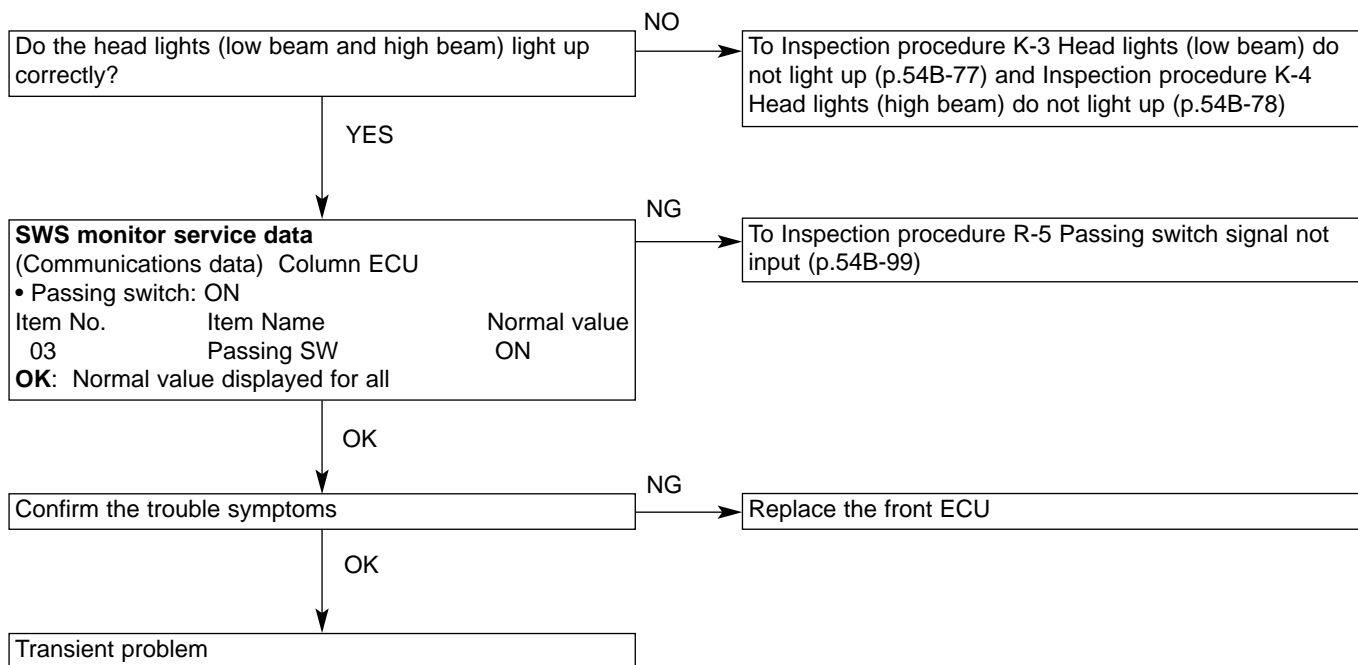 Do the head lights (low beam and high beam) light up
correctly?
NO
To Inspection procedure K-3 Head lights (low beam) do
not light up (p.54B-77) and Inspection procedure K-4
Head lights (high beam) do not light up (p.54B-78)
YES
SWS monitor service data
(Communications data) Column ECU
• Passing switch: ON
Item No. Item Name Normal value
03 Passing SW ON
OK: Normal value displayed for all
NG
To Inspection procedure R-5 Passing switch signal not
input (p.54B-99)
OK
Confirm the trouble symptoms
NG
Replace the front ECU
OK
Transient problem